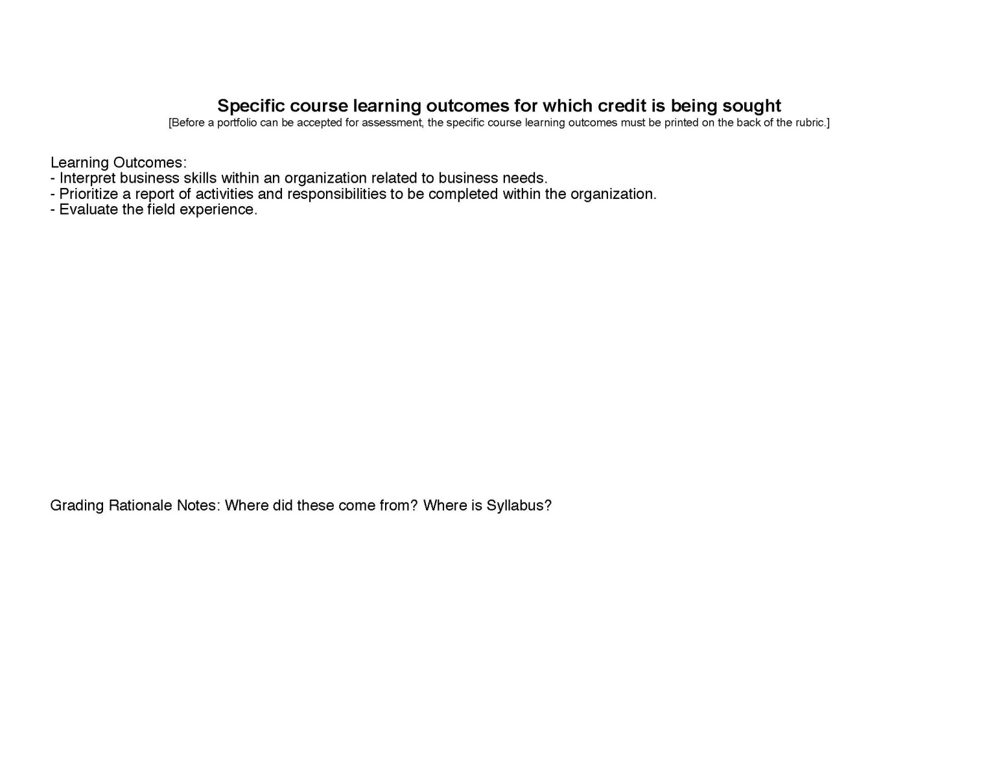 Specific course learning outcomes for which credit is being sought
[Before a portfolio can be accepted for assessment, the specific course learning outcomes must be printed on the back of the rubric.]
Learning Outcomes:
- Interpret business skills within an organization related to business needs.
- Prioritize a report of activities and responsibilities to be completed within the organization.
- Evaluate the field experience.
Grading Rationale Notes: Where did these come from? Where is Syllabus?